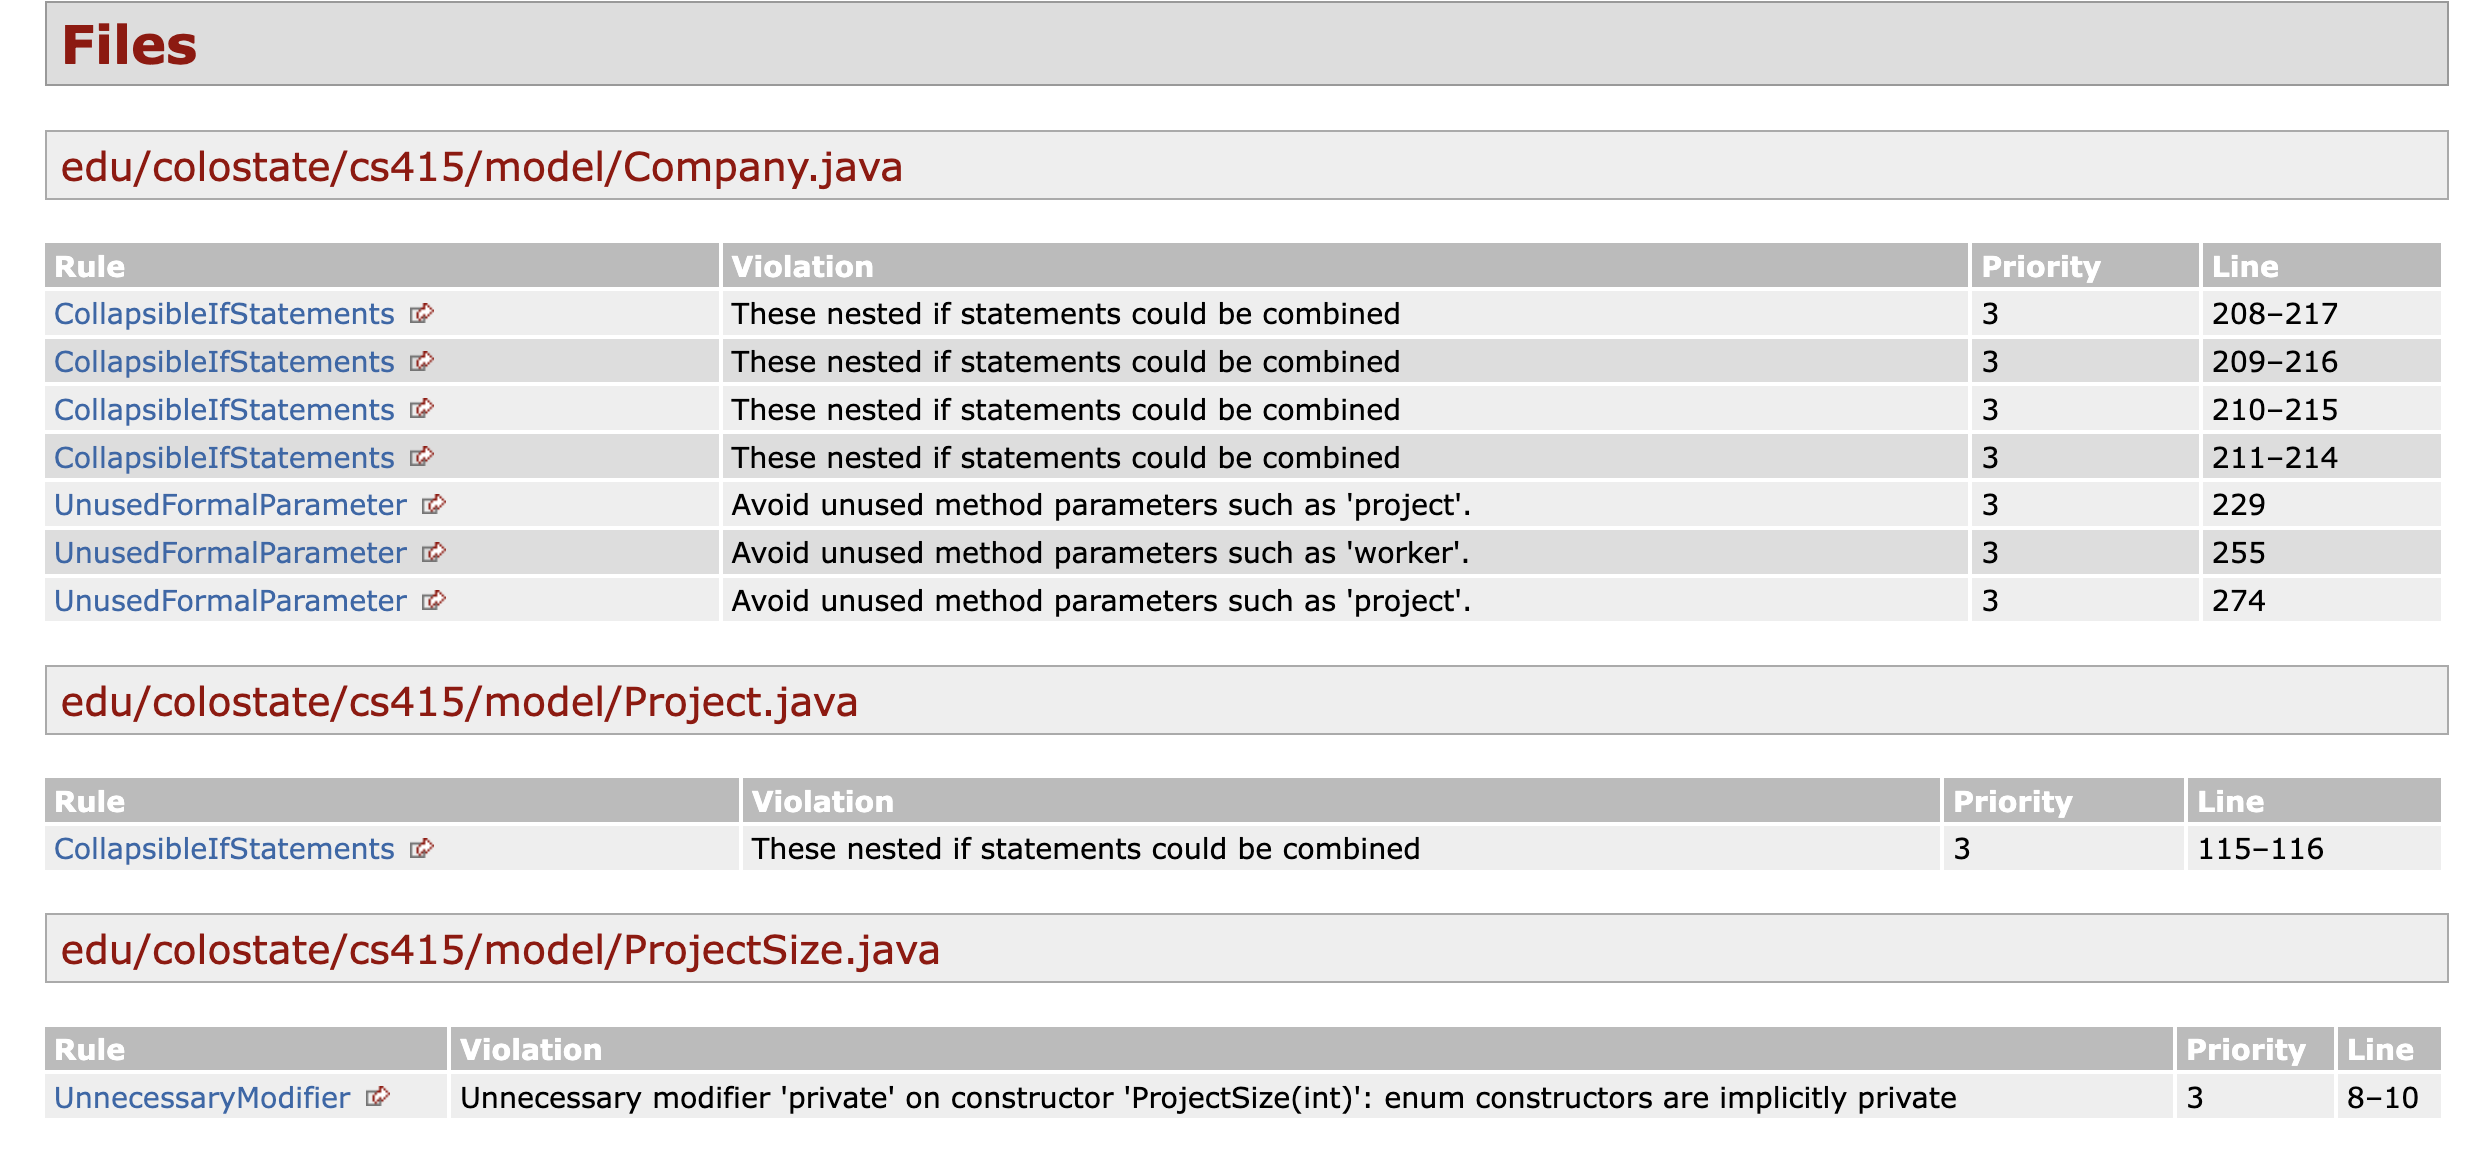 Files
edu/colostate/cs415/model/Company.java
Rule Violation Priority Line
CollapsibleIfStatements These nested if statements could be combined 3 208–217
CollapsibleIfStatements These nested if statements could be combined 3 209–216
CollapsibleIfStatements These nested if statements could be combined 3 210–215
CollapsibleIfStatements These nested if statements could be combined 3 211–214
UnusedFormalParameter Avoid unused method parameters such as 'project'. 3 229
UnusedFormalParameter Avoid unused method parameters such as 'worker'. 3 255
UnusedFormalParameter Avoid unused method parameters such as 'project'. 3 274
edu/colostate/cs415/model/Project.java
Rule Violation Priority Line
CollapsibleIfStatements These nested if statements could be combined 3 115–116
edu/colostate/cs415/model/ProjectSize.java
Rule Violation Priority Line
UnnecessaryModifier Unnecessary modifier 'private' on constructor 'ProjectSize(int)': enum constructors are implicitly private 3 8–10